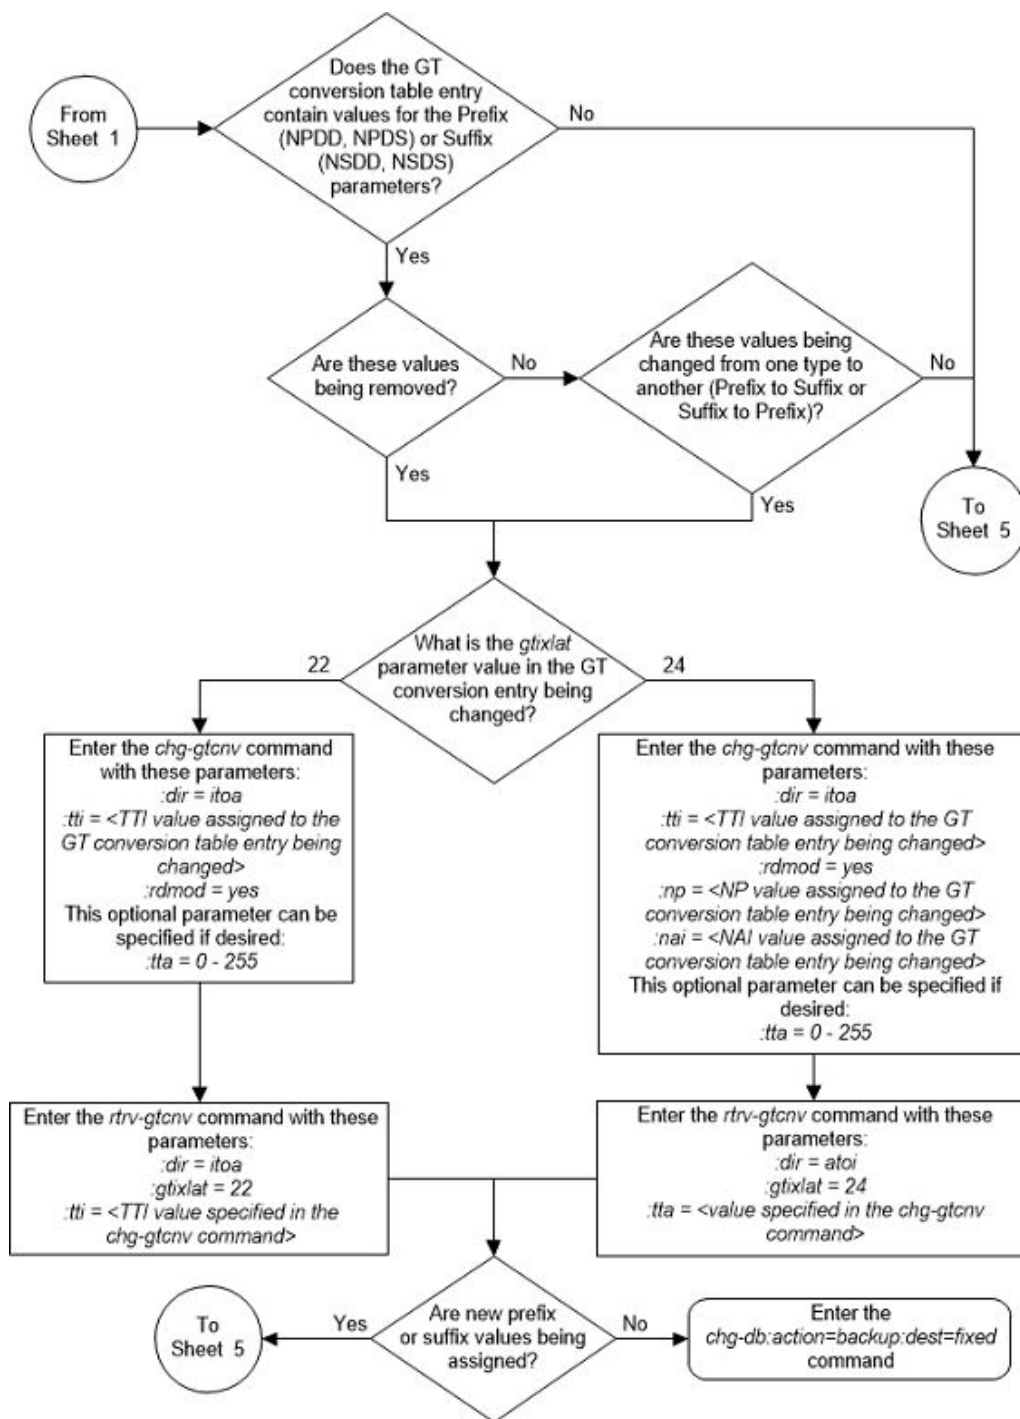 Does the GT
conversion table entry
contain values for the Prefix
(NPDD, NPDS) or Suffix
(NSDD, NSDS)
parameters?
From
Sheet 1
No
Yes
Are these values
being removed?
No
Are these values being
changed from one type to
another (Prefix to Suffix or
Suffix to Prefix)?
No
Yes
Yes
To
Sheet 5
What is the gtixlat
parameter value in the GT
conversion entry being
changed?
22
24
Enter the chg-gtcnv command
with these parameters:
:dir = itoa
:tti = <TTI value assigned to the
GT conversion table entry being
changed>
:rdmod = yes
This optional parameter can be
specified if desired:
:tta = 0 - 255
Enter the chg-gtcnv command with these
parameters:
:dir = itoa
:tti = <TTI value assigned to the GT
conversion table entry being changed>
:rdmod = yes
:np = <NP value assigned to the GT
conversion table entry being changed>
:nai = <NAI value assigned to the GT
conversion table entry being changed>
This optional parameter can be specified if
desired:
:tta = 0 - 255
Enter the rtrv-gtcnv command with these
parameters:
:dir = itoa
:gtixlat = 22
:tti = <TTI value specified in the
chg-gtcnv command>
Enter the rtrv-gtcnv command with these
parameters:
:dir = atoi
:gtixlat = 24
:tta = <value specified in the chg-gtcnv
command>
To
Sheet 5
Yes
Are new prefix
or suffix values being
assigned?
No
Enter the
chg-db:action=backup:dest=fixed
command